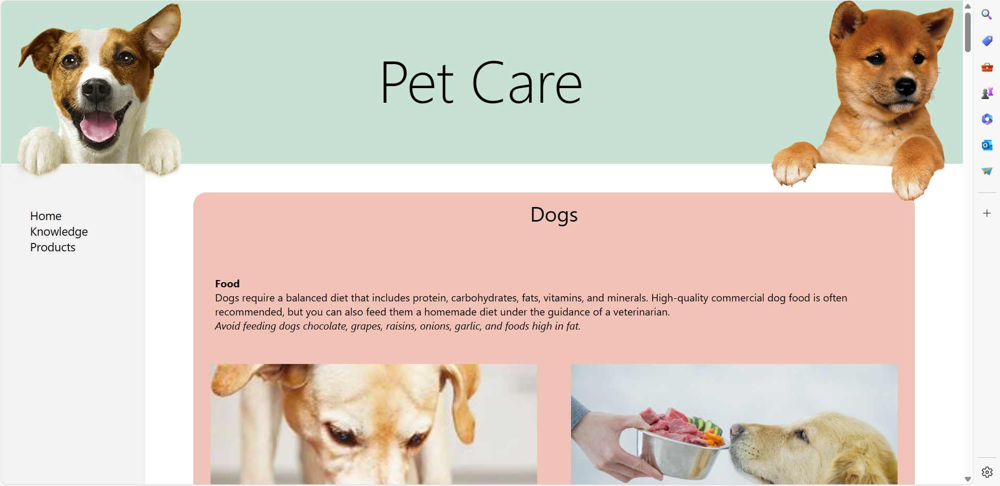 Pet Care
Home
Knowledge
Products
Dogs
Food
Dogs require a balanced diet that includes protein, carbohydrates, fats, vitamins, and minerals. High-quality commercial dog food is often
recommended, but you can also feed them a homemade diet under the guidance of a veterinarian.
Avoid feeding dogs chocolate, grapes, raisins, onions, garlic, and foods high in fat.